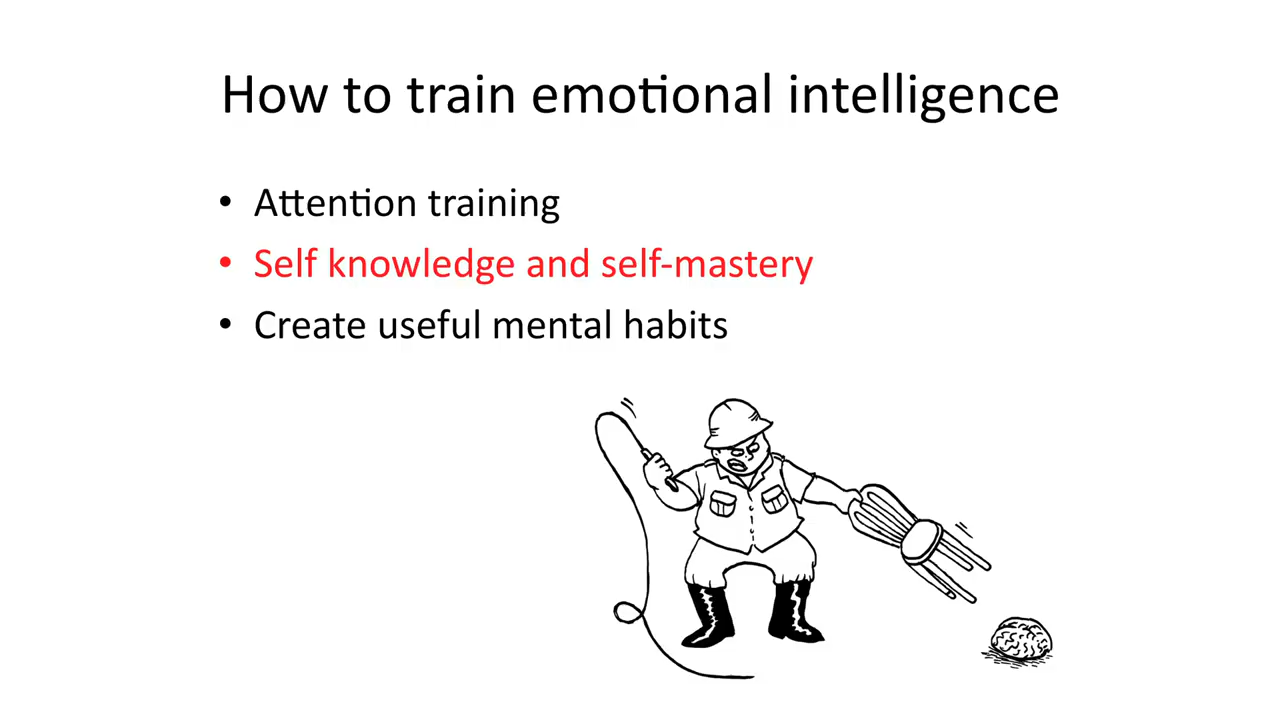 How to train emotional intelligence
• Attention training
• Self knowledge and self-mastery
• Create useful mental habits